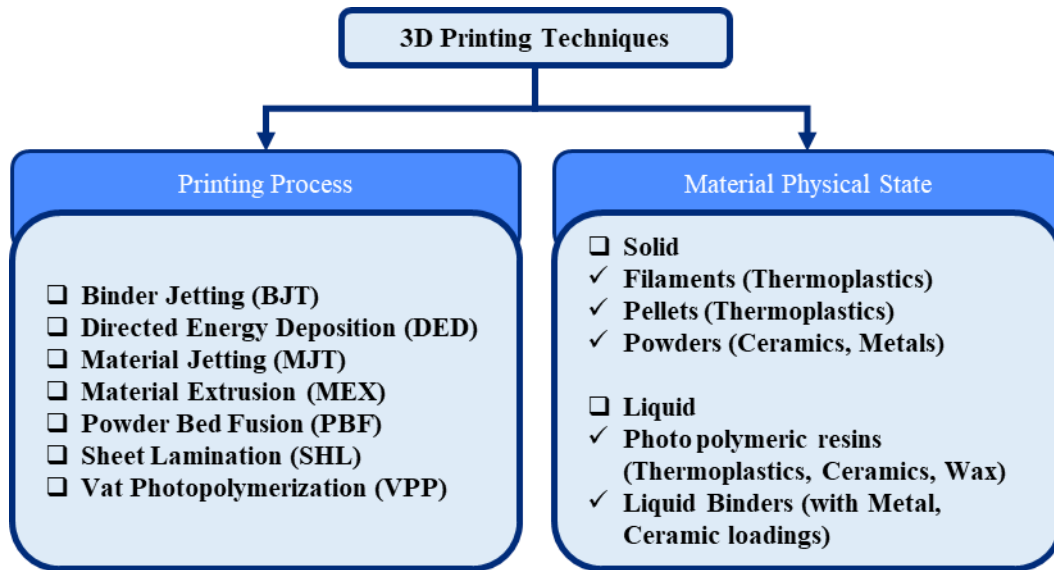 3D Printing Techniques
Printing Process
Binder Jetting (BJT)
Directed Energy Deposition (DED)
Material Jetting (MJT)
Material Extrusion (MEX)
Powder Bed Fusion (PBF)
Sheet Lamination (SHL)
Vat Photopolymerization (VPP)
Material Physical State
Solid
Filaments (Thermoplastics)
Pellets (Thermoplastics)
Powders (Ceramics, Metals)
Liquid
Photo polymeric resins
(Thermoplastics, Ceramics, Wax)
Liquid Binders (with Metal,
Ceramic loadings)